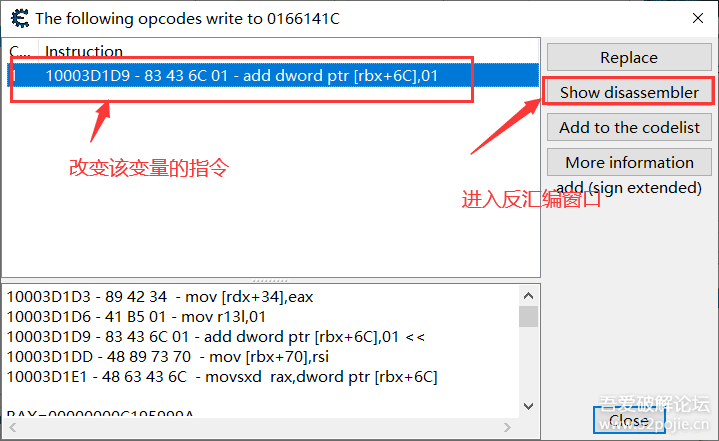 The following opcodes write to 0166141C
C... Instruction
1 10003D1D9 - 83 43 6C 01 - add dword ptr [rbx+6C],01
Replace
Show disassembler
Add to the codelist
More information
add (sign extended)
改变该变量的指令
进入反汇编窗口
10003D1D3 - 89 42 34 - mov [rdx+34],eax
10003D1D6 - 41 B5 01 - mov r13l,01
10003D1D9 - 83 43 6C 01 - add dword ptr [rbx+6C],01 <<
10003D1DD - 48 89 73 70 - mov [rbx+70],rsi
10003D1E1 - 48 63 43 6C - movsxd rax,dword ptr [rbx+6C]
Close
吾爱破解论坛
www.52pojie.cn